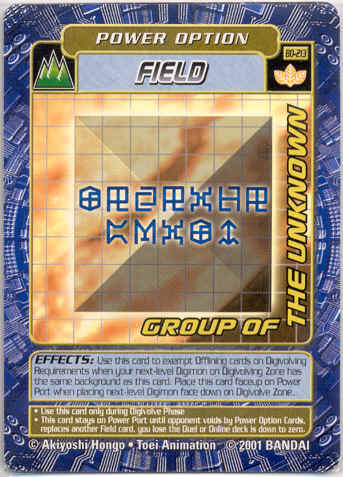 POWER OPTION
FIELD
BO-213
GROUP OF THE UNKNOWN
EFFECTS: Use this card to exempt Offlining cards on Digivolving
Requirements when your next-level Digimon on Digivolving Zone has
the same background as this card. Place this card faceup on Power
Port when placing next-level Digimon face down on Digivolve Zone.
• Use this card only during Digivolve Phase
• This card stays on Power Port until opponent voids by Power Option Cards,
replaces another Field card, you lose the Duel or Online deck is down to zero.
© Akiyoshi Hongo • Toei Animation © 2001 BANDAI